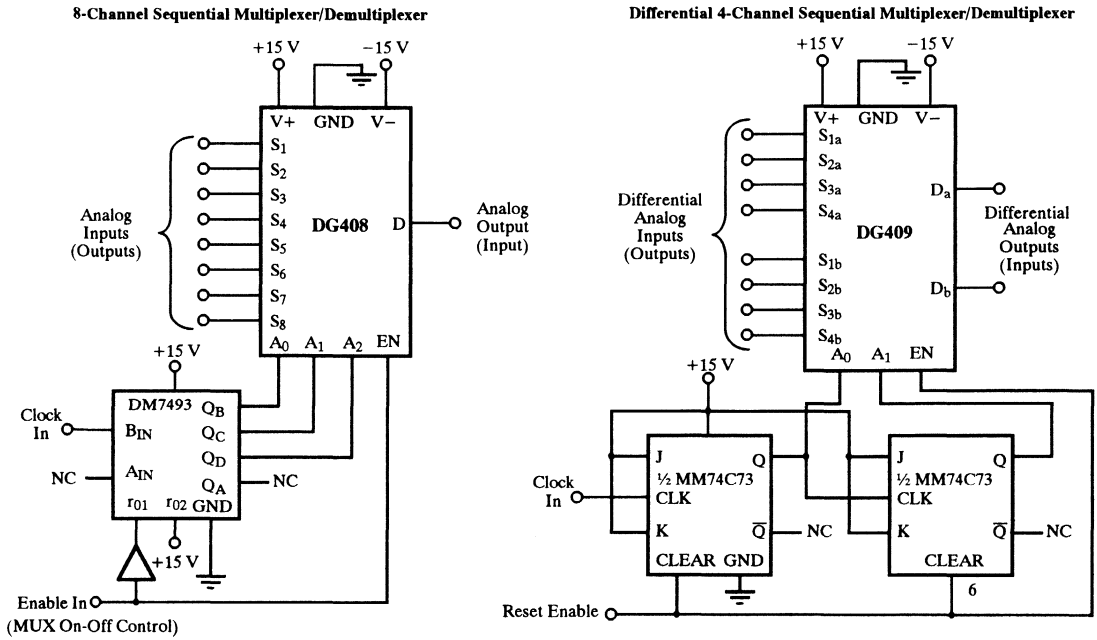 8-Channel Sequential Multiplexer/Demultiplexer
+15 V
−15 V
V+ GND V−
S1
S2
S3
S4
S5
S6
S7
S8
Analog
Inputs
(Outputs)
DG408
D
Analog
Output
(Input)
A0 A1 A2 EN
+15 V
DM7493
QB
QC
QD
QA
Clock
In
BIN
NC
AIN
NC
r01 r02 GND
+15 V
Enable In
(MUX On-Off Control)
Differential 4-Channel Sequential Multiplexer/Demultiplexer
+15 V
−15 V
V+ GND V−
S1a
S2a
S3a
S4a
S1b
S2b
S3b
S4b
Differential
Analog
Inputs
(Outputs)
DG409
Da
Db
Differential
Analog
Outputs
(Inputs)
A0 A1 EN
+15 V
J Q
½ MM74C73
CLK
K Q̅
CLEAR GND
Clock
In
NC
J Q
½ MM74C73
CLK
K Q̅
CLEAR
NC
6
Reset Enable